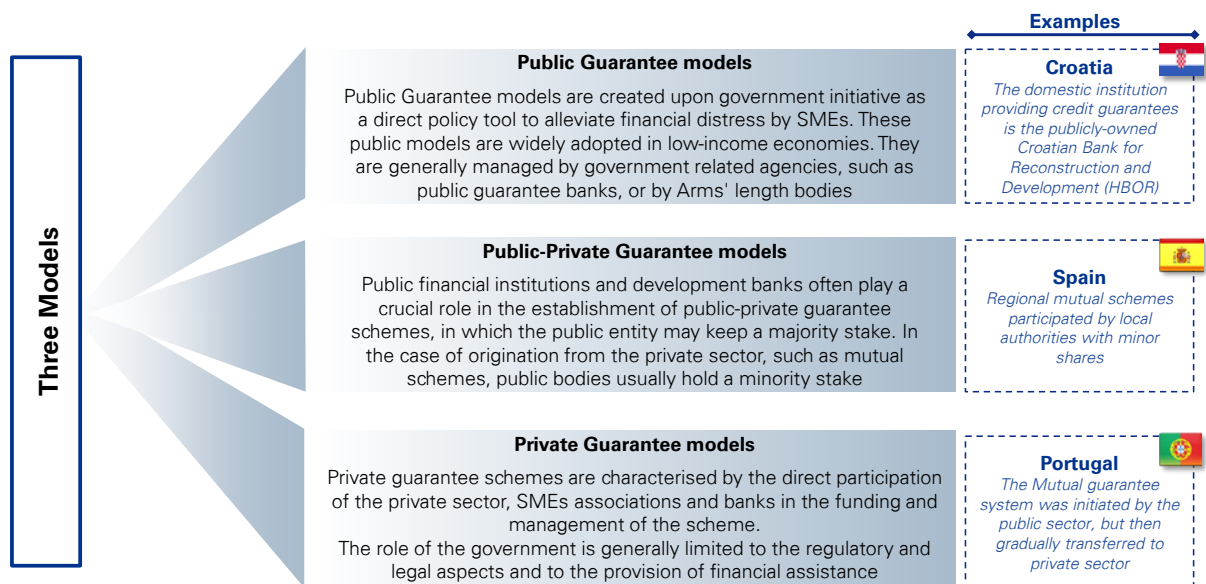 Examples
Three Models
Public Guarantee models
Public Guarantee models are created upon government initiative as
a direct policy tool to alleviate financial distress by SMEs. These
public models are widely adopted in low-income economies. They
are generally managed by government related agencies, such as
public guarantee banks, or by Arms' length bodies
Croatia
The domestic institution
providing credit guarantees
is the publicly-owned
Croatian Bank for
Reconstruction and
Development (HBOR)
Public-Private Guarantee models
Public financial institutions and development banks often play a
crucial role in the establishment of public-private guarantee
schemes, in which the public entity may keep a majority stake. In
the case of origination from the private sector, such as mutual
schemes, public bodies usually hold a minority stake
Spain
Regional mutual schemes
participated by local
authorities with minor
shares
Private Guarantee models
Private guarantee schemes are characterised by the direct participation
of the private sector, SMEs associations and banks in the funding and
management of the scheme.
The role of the government is generally limited to the regulatory and
legal aspects and to the provision of financial assistance
Portugal
The Mutual guarantee
system was initiated by the
public sector, but then
gradually transferred to
private sector